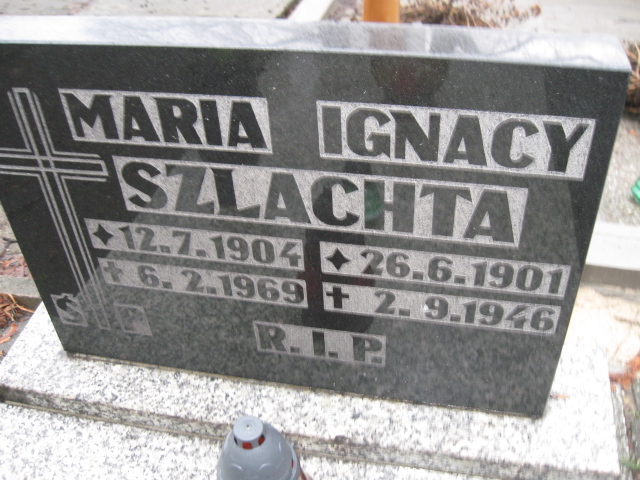 MARIA IGNACY
SZLACHTA
✦12.7.1904 ✦26.6.1901
✝ 6.2.1969 ✝ 2.9.1946
Ś P
R.I.P.